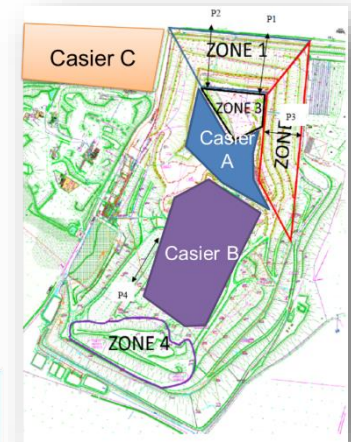 P2
P1
ZONE 1
Casier C
ZONE 3
P3
Casier
A
ZONE
Casier B
P4
ZONE 4